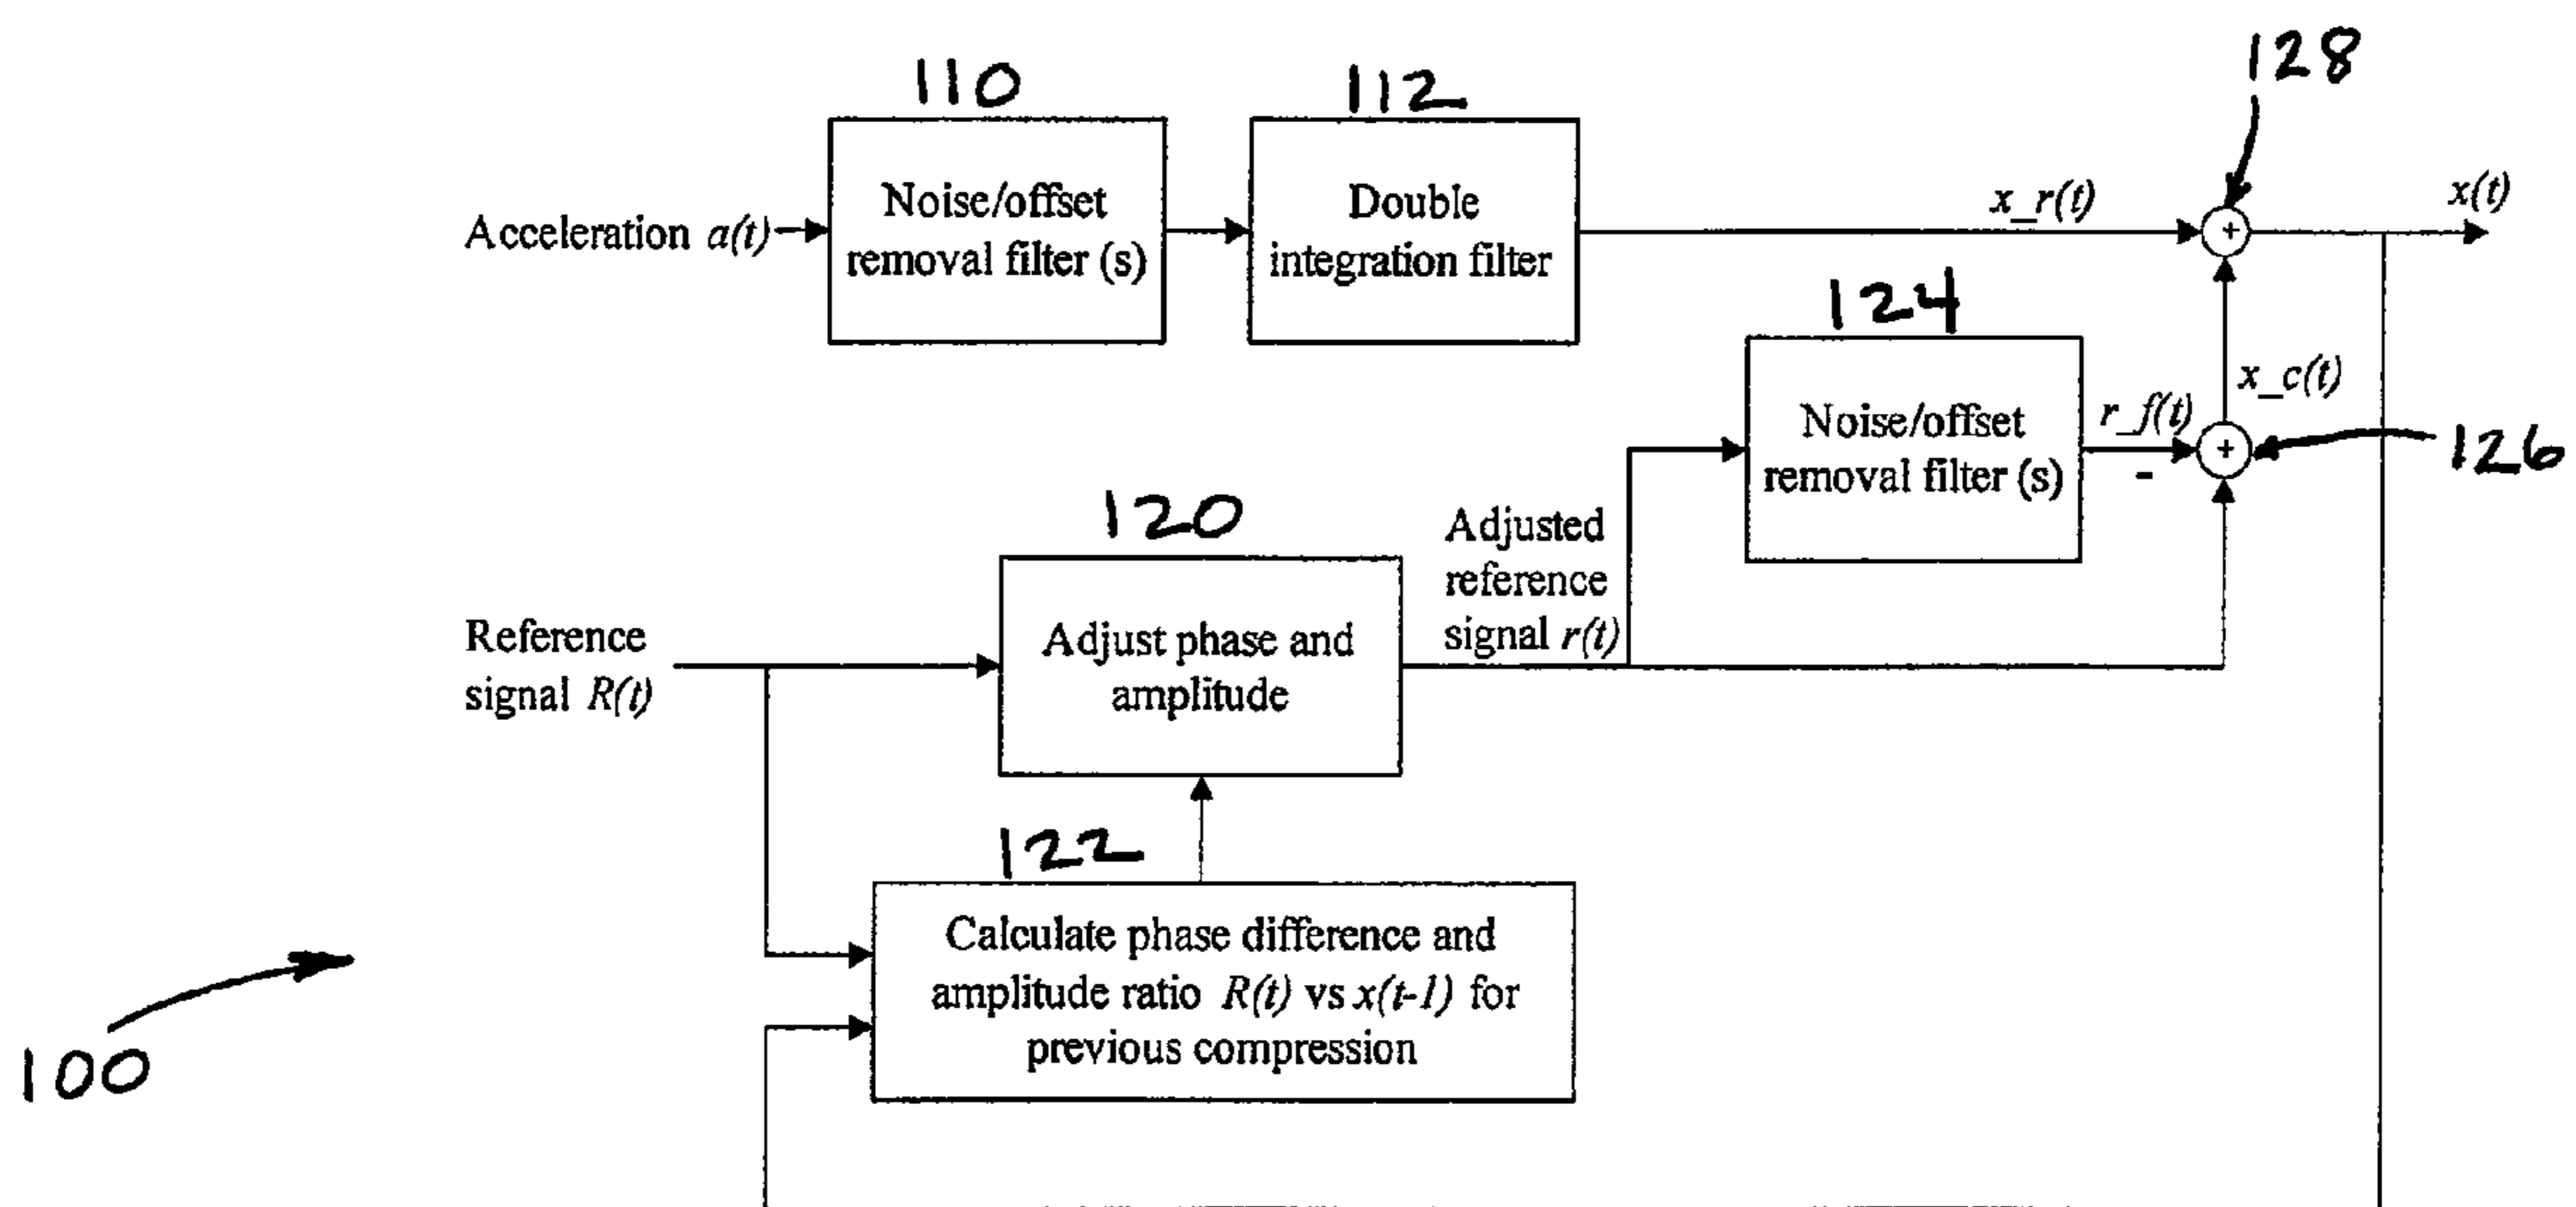 128
110
112
Noise/offset
removal filter (s)
Double
integration filter
Acceleration a(t)
x_r(t)
+
x(t)
124
Noise/offset
removal filter (s)
x_c(t)
r_f(t)
-
+
126
120
Adjust phase and
amplitude
Adjusted
reference
signal r(t)
Reference
signal R(t)
122
Calculate phase difference and
amplitude ratio R(t) vs x(t-1) for
previous compression
100